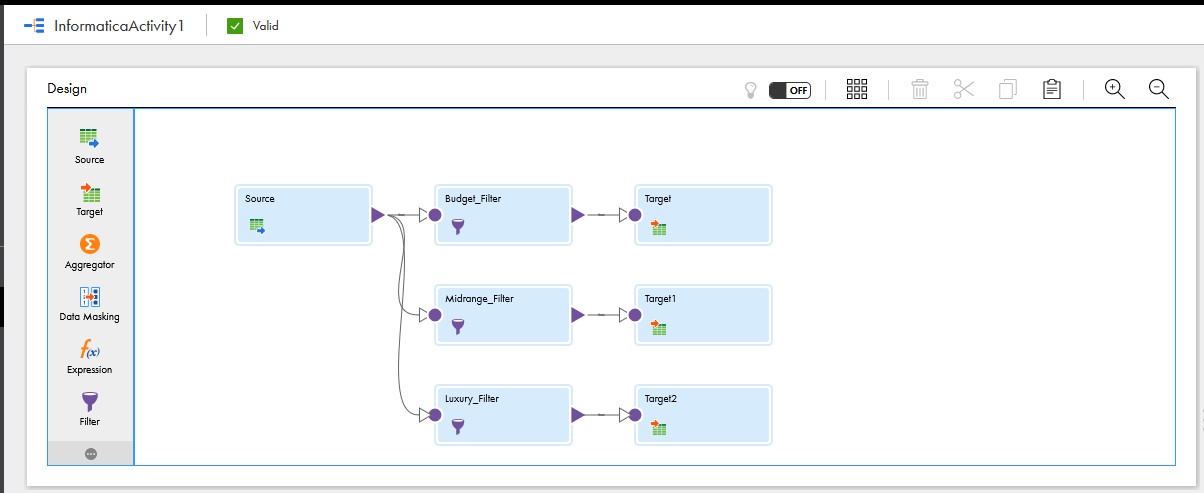 InformaticaActivity1
Valid
Design
OFF
Source
Target
Aggregator
Data Masking
Expression
Filter
Source
Budget_Filter
Target
Midrange_Filter
Target1
Luxury_Filter
Target2